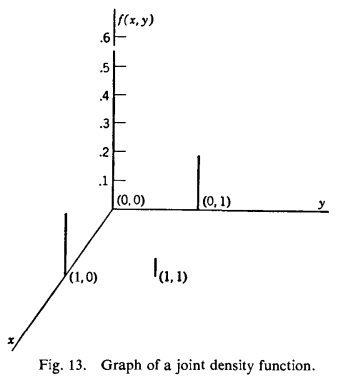 f(x, y)
.6
.5
.4
.3
.2
.1
(0, 0)
(0, 1)
y
(1, 0)
(1, 1)
x
Fig. 13. Graph of a joint density function.